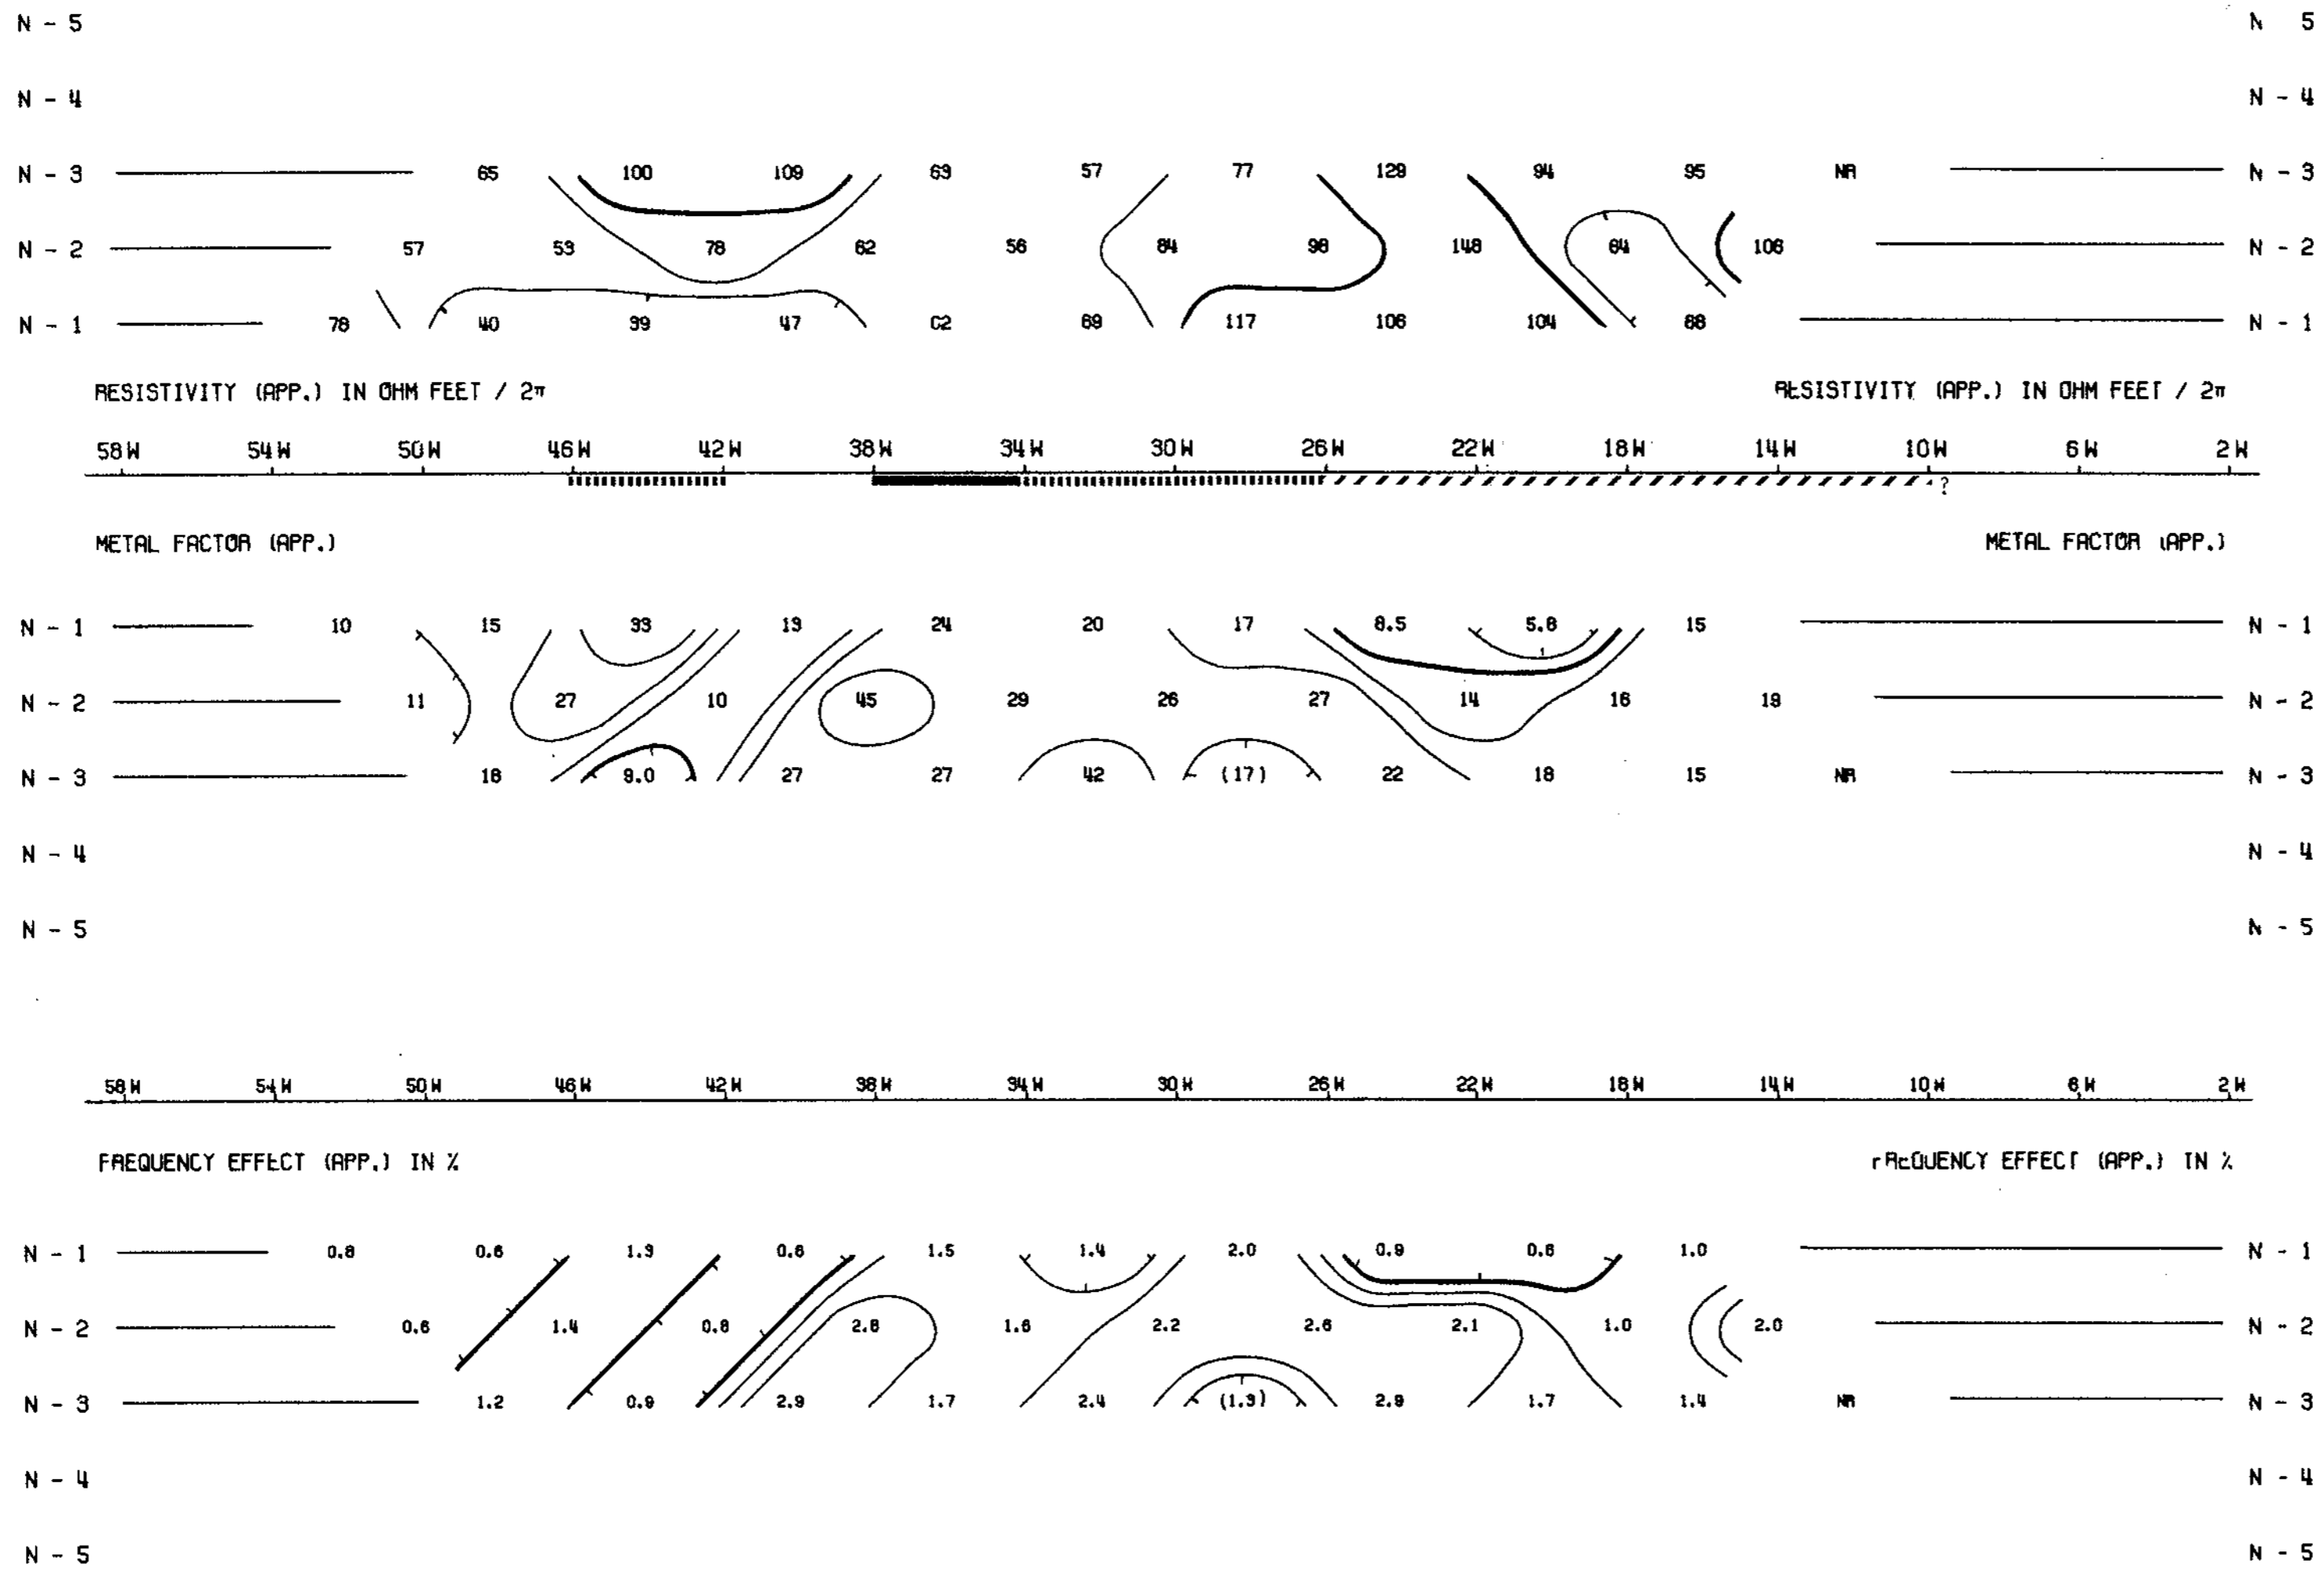 N - 5 N 5
N - 4 N - 4
N - 3 65 100 109 69 57 77 129 94 95 NR N - 3
N - 2 57 53 78 62 56 84 98 148 64 106 N - 2
N - 1 78 40 39 47 62 69 117 106 104 68 N - 1
RESISTIVITY (APP.) IN OHM FEET / 2π RESISTIVITY (APP.) IN OHM FEET / 2π
58W 54W 50W 46W 42W 38W 34W 30W 26W 22W 18W 14W 10W 6W 2W
?
METAL FACTOR (APP.) METAL FACTOR (APP.)
N - 1 10 15 33 13 24 20 17 8.5 5.8 15 N - 1
N - 2 11 27 10 45 29 26 27 14 16 19 N - 2
N - 3 18 9.0 27 27 42 (17) 22 18 15 NR N - 3
N - 4 N - 4
N - 5 N - 5
58W 54W 50W 46W 42W 38W 34W 30W 26W 22W 18W 14W 10W 6W 2W
FREQUENCY EFFECT (APP.) IN % FREQUENCY EFFECT (APP.) IN %
N - 1 0.8 0.6 1.3 0.6 1.5 1.4 2.0 0.9 0.6 1.0 N - 1
N - 2 0.6 1.4 0.8 2.8 1.6 2.2 2.6 2.1 1.0 2.0 N - 2
N - 3 1.2 0.9 2.9 1.7 2.4 (1.3) 2.9 1.7 1.4 NR N - 3
N - 4 N - 4
N - 5 N - 5